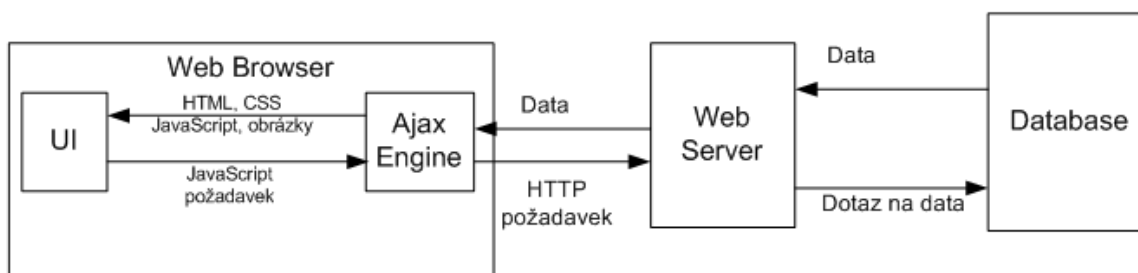 Web Browser
UI
HTML, CSS
JavaScript, obrázky
JavaScript
požadavek
Ajax
Engine
Data
HTTP
požadavek
Web
Server
Data
Dotaz na data
Database